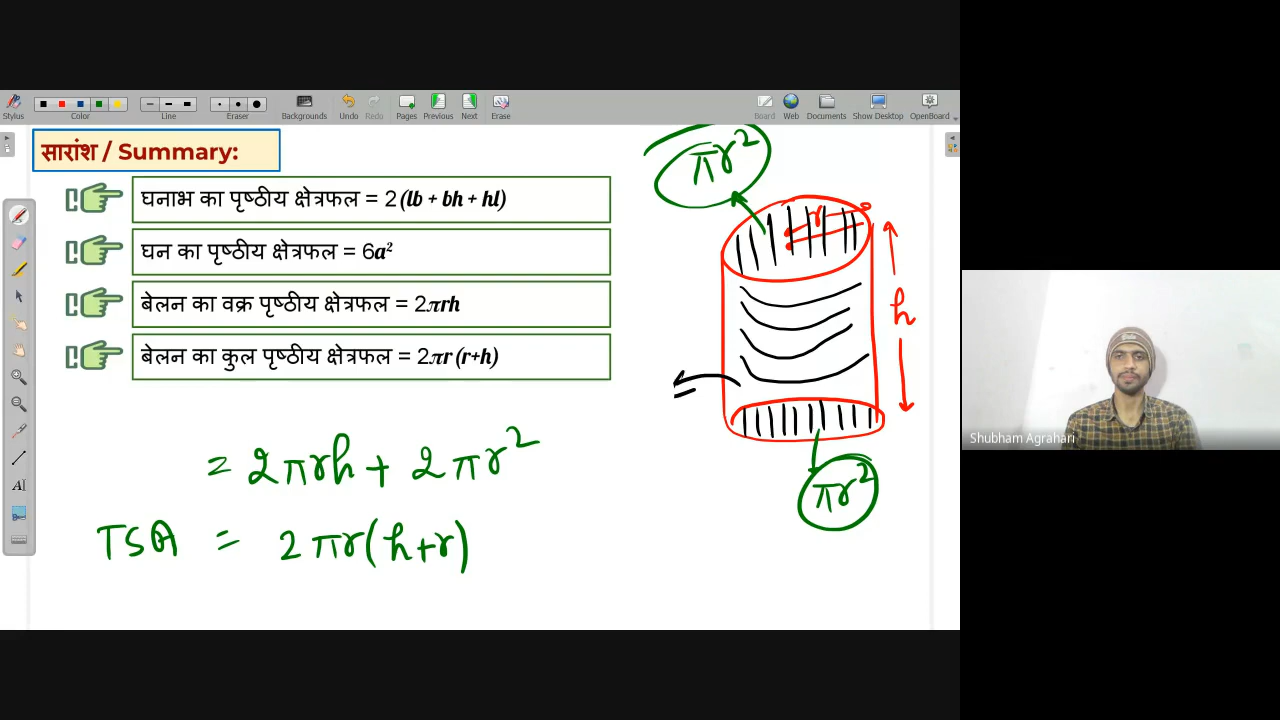 Stylus
Color
Line
Eraser
Backgrounds
Undo
Redo
Pages
Previous
Next
Erase
Board
Web
Documents
Show Desktop
OpenBoard
सारांश / Summary:
घनाभ का पृष्ठीय क्षेत्रफल = 2(lb + bh + hl)
घन का पृष्ठीय क्षेत्रफल = 6a²
बेलन का वक्र पृष्ठीय क्षेत्रफल = 2πrh
बेलन का कुल पृष्ठीय क्षेत्रफल = 2πr(r+h)
= 2πrh + 2πr²
TSA = 2πr(h+r)
πr²
r
h
πr²
Shubham Agrahari